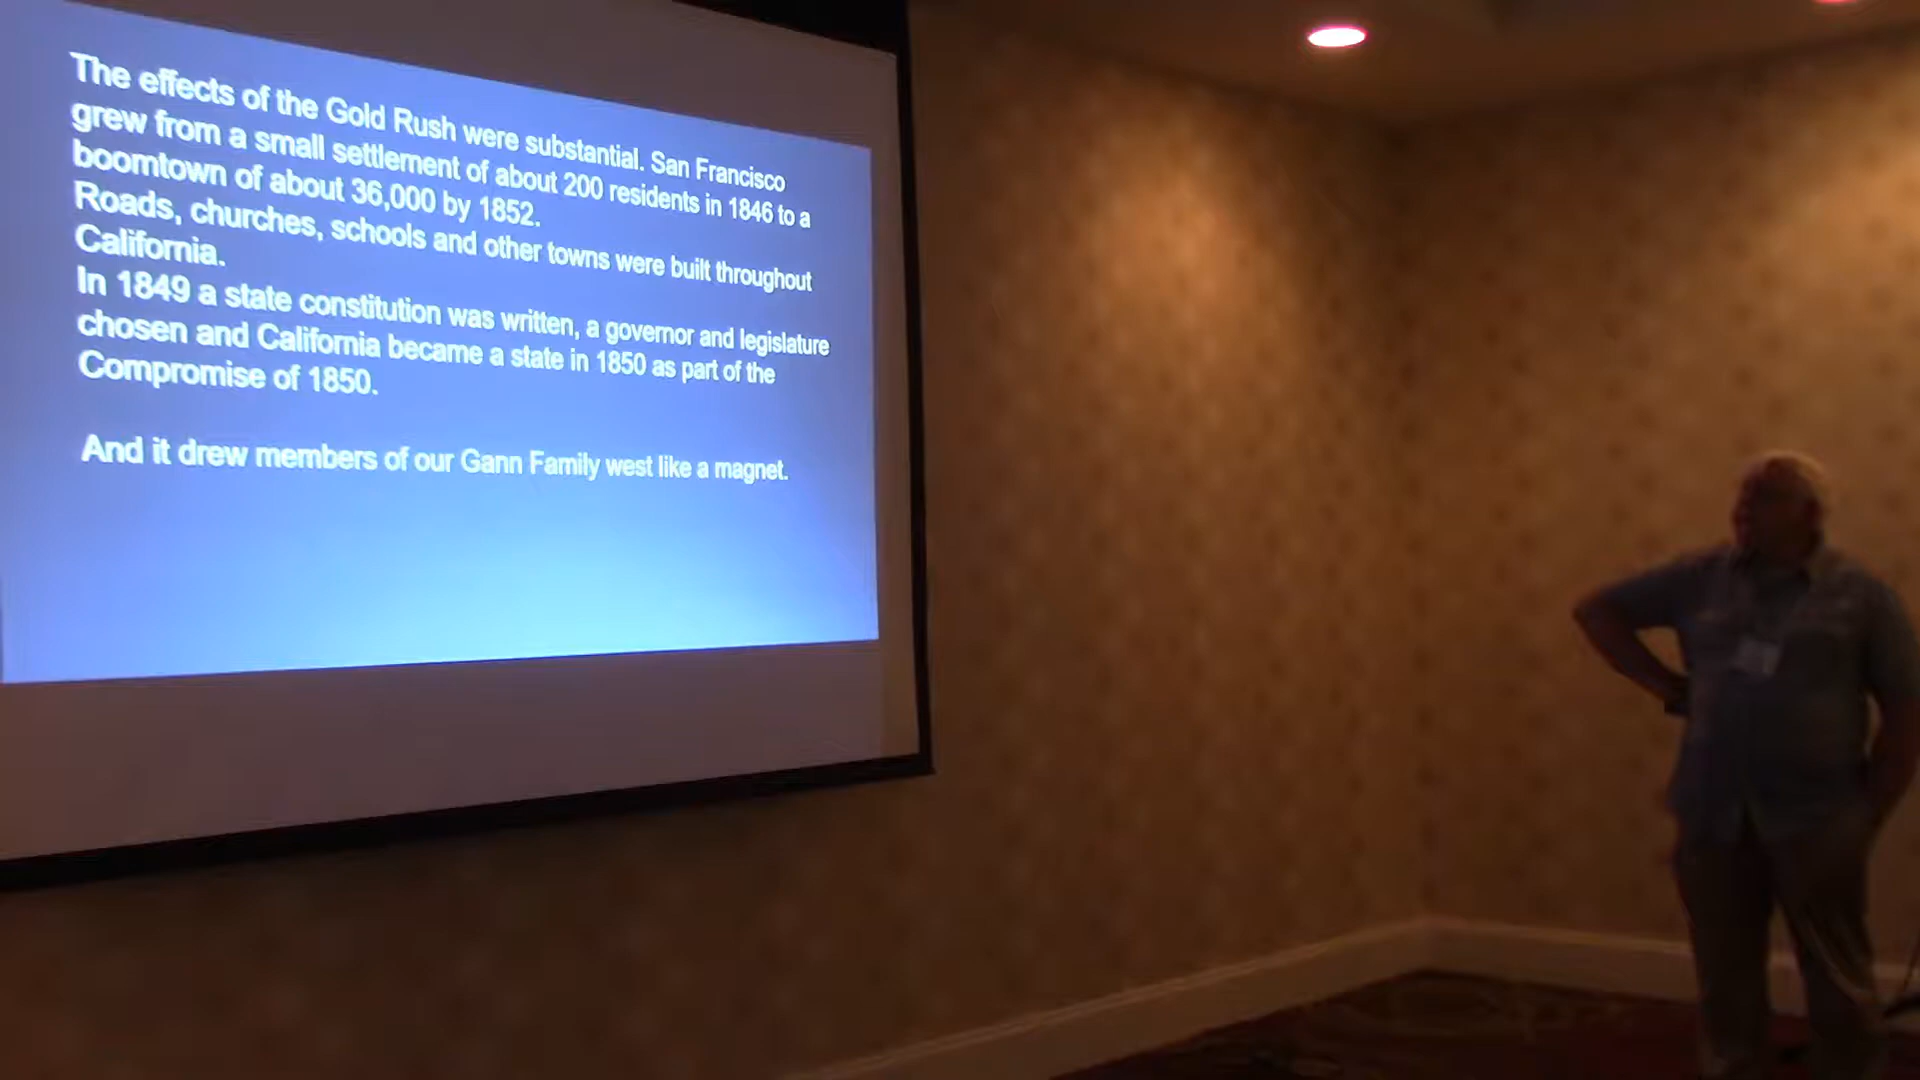 The effects of the Gold Rush were substantial. San Francisco
grew from a small settlement of about 200 residents in 1846 to a
boomtown of about 36,000 by 1852.
Roads, churches, schools and other towns were built throughout
California.
In 1849 a state constitution was written, a governor and legislature
chosen and California became a state in 1850 as part of the
Compromise of 1850.
And it drew members of our Gann Family west like a magnet.